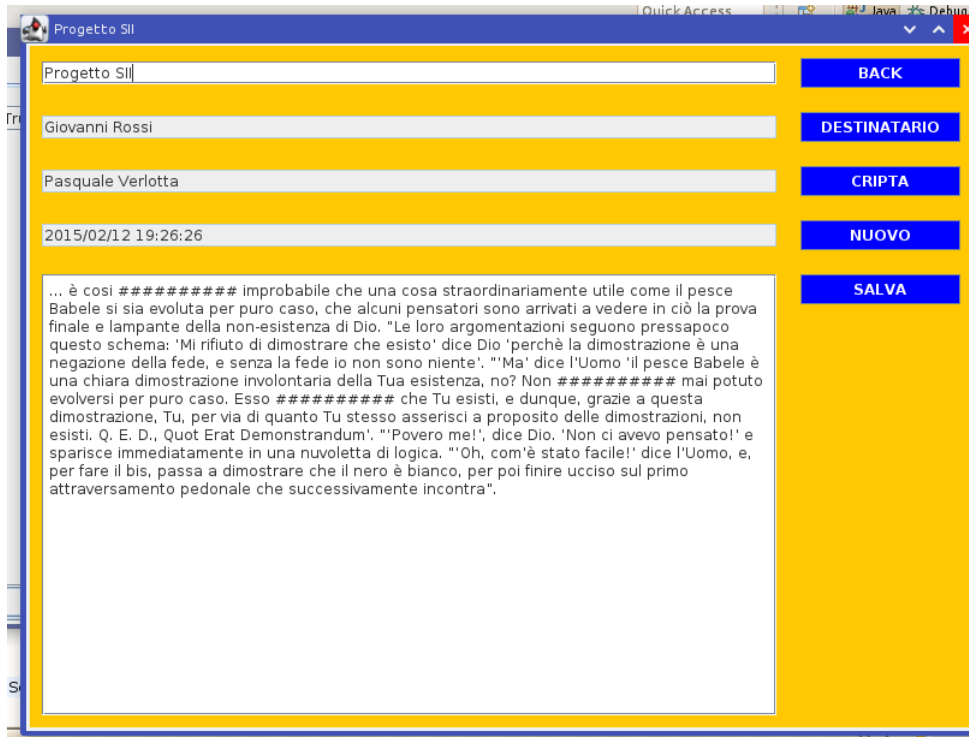 Quick Access
Java
Debug
Progetto SII
Progetto SII
BACK
Giovanni Rossi
DESTINATARIO
Pasquale Verlotta
CRIPTA
2015/02/12 19:26:26
NUOVO
SALVA
... è cosi ########## improbabile che una cosa straordinariamente utile come il pesce
Babele si sia evoluta per puro caso, che alcuni pensatori sono arrivati a vedere in ciò la prova
finale e lampante della non-esistenza di Dio. "Le loro argomentazioni seguono pressapoco
questo schema: 'Mi rifiuto di dimostrare che esisto' dice Dio 'perchè la dimostrazione è una
negazione della fede, e senza la fede io non sono niente'. "'Ma' dice l'Uomo 'il pesce Babele è
una chiara dimostrazione involontaria della Tua esistenza, no? Non ########## mai potuto
evolversi per puro caso. Esso ########## che Tu esisti, e dunque, grazie a questa
dimostrazione, Tu, per via di quanto Tu stesso asserisci a proposito delle dimostrazioni, non
esisti. Q. E. D., Quot Erat Demonstrandum'. "'Povero me!', dice Dio. 'Non ci avevo pensato!' e
sparisce immediatamente in una nuvoletta di logica. "'Oh, com'è stato facile!' dice l'Uomo, e,
per fare il bis, passa a dimostrare che il nero è bianco, per poi finire ucciso sul primo
attraversamento pedonale che successivamente incontra".